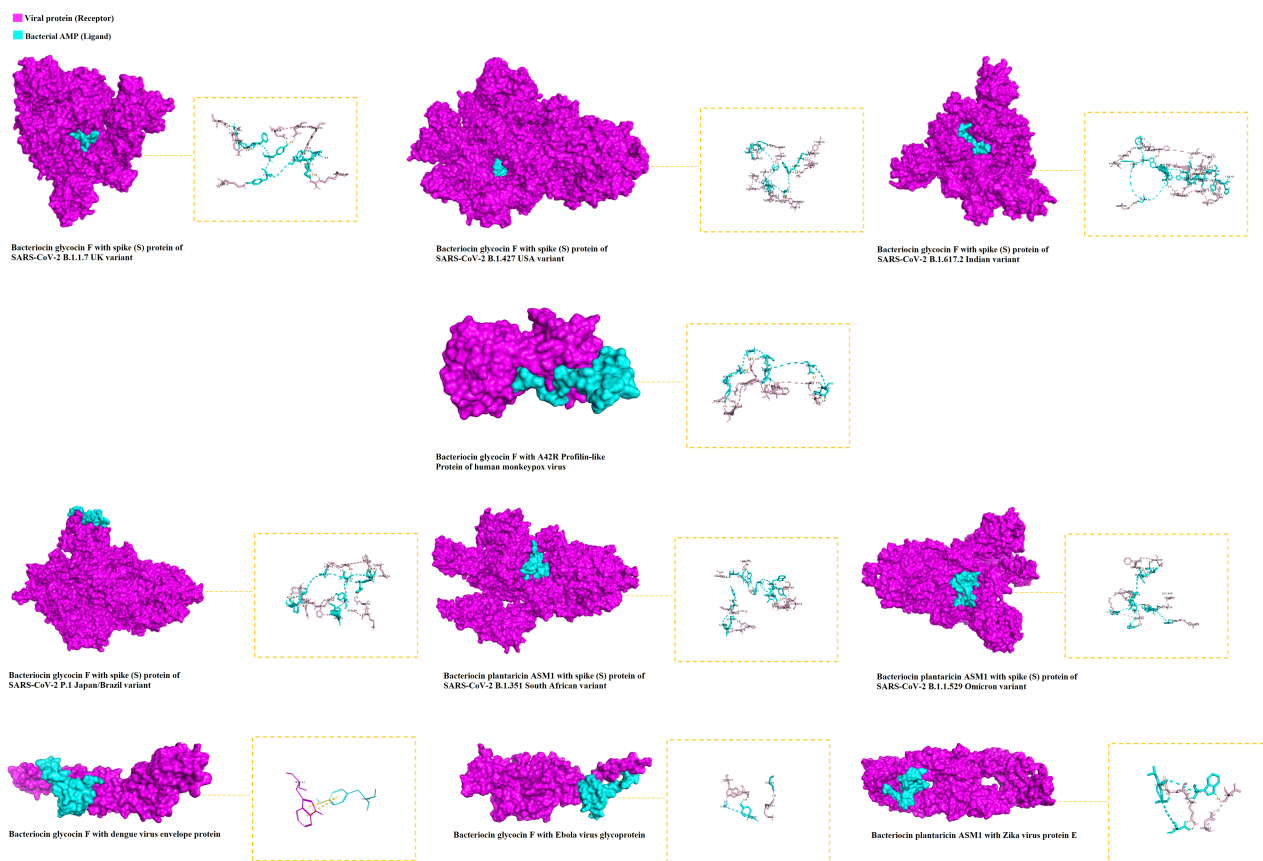 Viral protein (Receptor)
Bacterial AMP (Ligand)
Bacteriocin glycocin F with spike (S) protein of
SARS-CoV-2 B.1.1.7 UK variant
Bacteriocin glycocin F with spike (S) protein of
SARS-CoV-2 B.1.427 USA variant
Bacteriocin glycocin F with spike (S) protein of
SARS-CoV-2 B.1.617.2 Indian variant
Bacteriocin glycocin F with A42R Profilin-like
Protein of human monkeypox virus
Bacteriocin glycocin F with spike (S) protein of
SARS-CoV-2 P.1 Japan/Brazil variant
Bacteriocin plantaricin ASM1 with spike (S) protein of
SARS-CoV-2 B.1.351 South African variant
Bacteriocin plantaricin ASM1 with spike (S) protein of
SARS-CoV-2 B.1.1.529 Omicron variant
Bacteriocin glycocin F with dengue virus envelope protein
Bacteriocin glycocin F with Ebola virus glycoprotein
Bacteriocin plantaricin ASM1 with Zika virus protein E